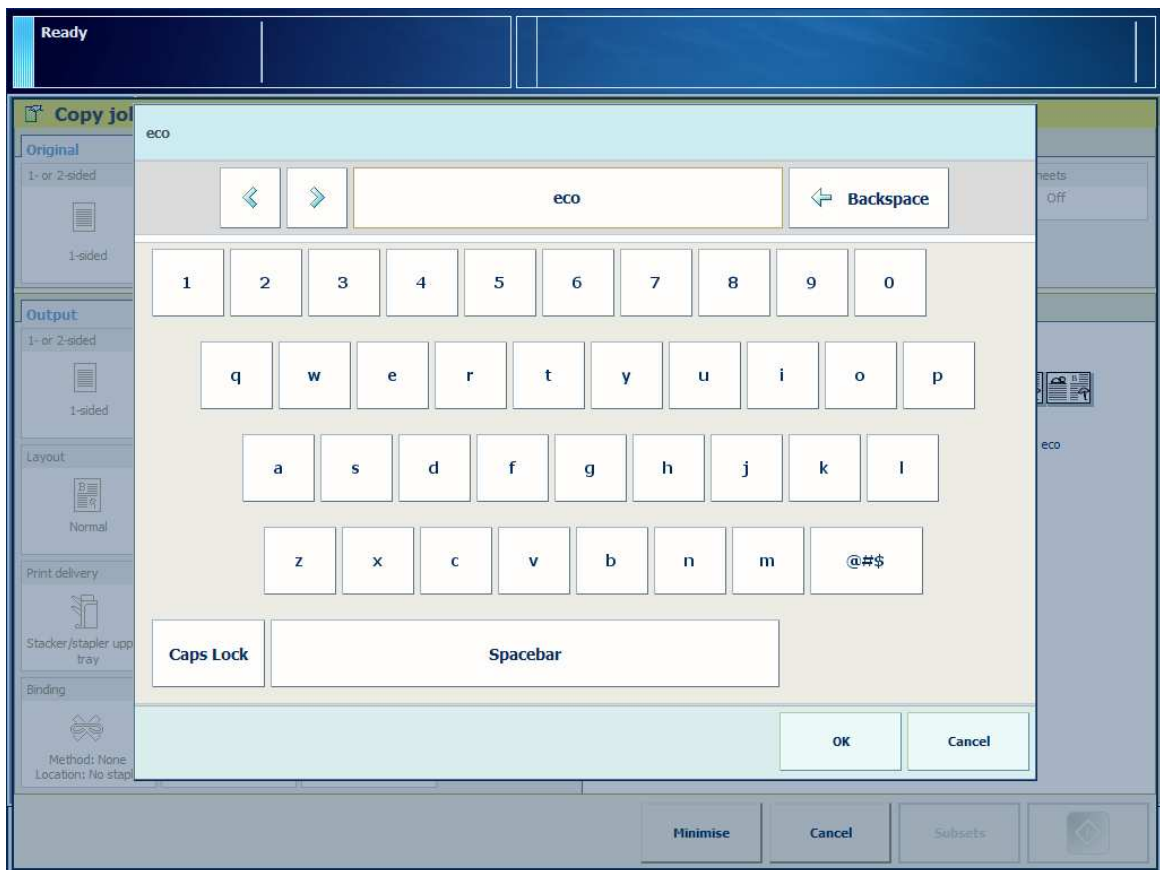 Ready
Copy jol
eco
Original
1- or 2-sided
1-sided
heets
Off
eco
Backspace
1 2 3 4 5 6 7 8 9 0
q w e r t y u i o p
a s d f g h j k l
z x c v b n m @#$
Caps Lock Spacebar
OK Cancel
Output
1- or 2-sided
1-sided
Layout
Normal
Print delivery
Stacker/stapler upp
tray
Binding
Method: None
Location: No stapl
eco
Minimise Cancel Subsets